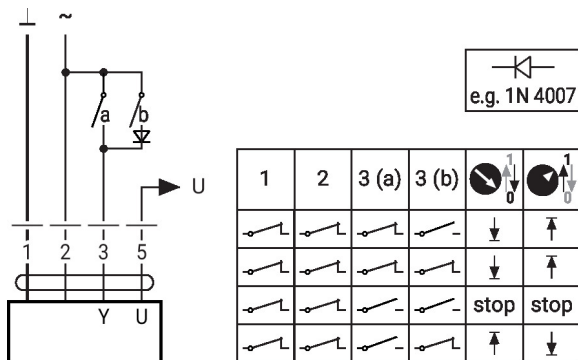 ⊥ ~
a b
U
1 2 3 5
Y U
e.g. 1N 4007
1 2 3 (a) 3 (b) 1 0 1 0
stop stop